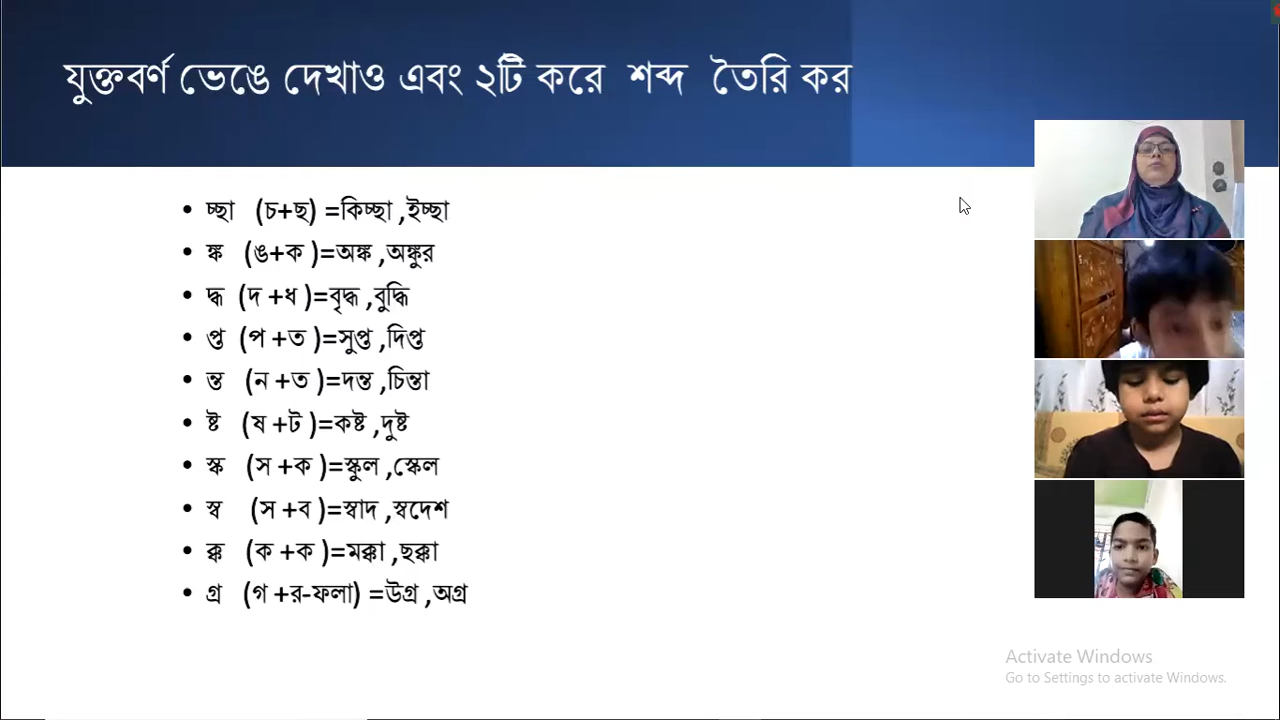 যুক্তবর্ণ ভেঙে দেখাও এবং ২টি করে শব্দ তৈরি কর
• চ্ছা (চ+ছ) =কিচ্ছা ,ইচ্ছা
• ঙ্ক (ঙ+ক )=অঙ্ক ,অঙ্কুর
• দ্ধ (দ +ধ )=বৃদ্ধ ,বুদ্ধি
• প্ত (প +ত )=সুপ্ত ,দিপ্ত
• ন্ত (ন +ত )=দন্ত ,চিন্তা
• ষ্ট (ষ +ট )=কষ্ট ,দুষ্ট
• স্ক (স +ক )=স্কুল ,স্কেল
• স্ব (স +ব )=স্বাদ ,স্বদেশ
• ক্ক (ক +ক )=মক্কা ,ছক্কা
• গ্র (গ +র-ফলা) =উগ্র ,অগ্র
Activate Windows
Go to Settings to activate Windows.